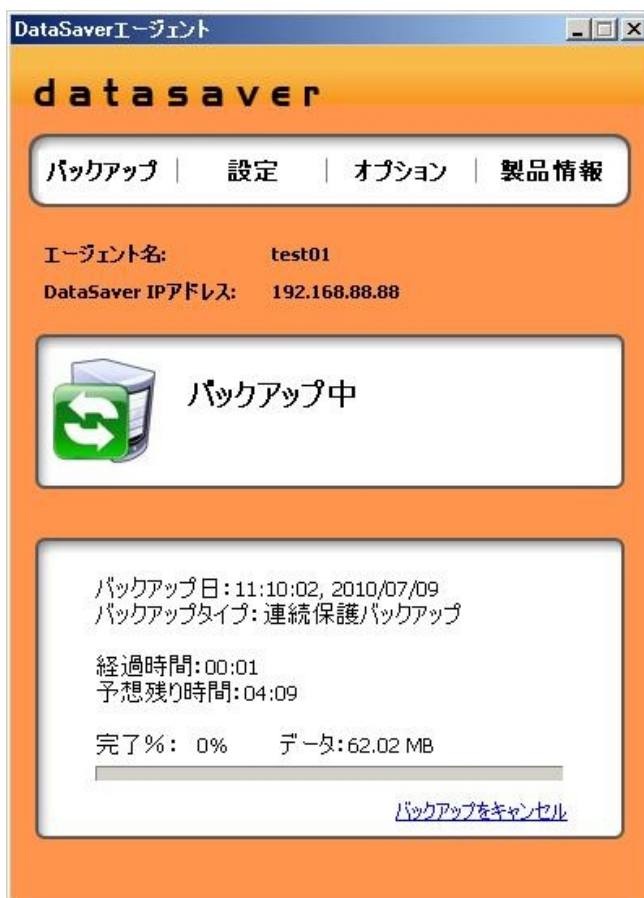 DataSaverエージェント
datasaver
バックアップ | 設定 | オプション | 製品情報
エージェント名: test01
DataSaver IPアドレス: 192.168.88.88
バックアップ中
バックアップ日:11:10:02, 2010/07/09
バックアップタイプ:連続保護バックアップ
経過時間:00:01
予想残り時間:04:09
完了%: 0% データ:62.02 MB
バックアップをキャンセル